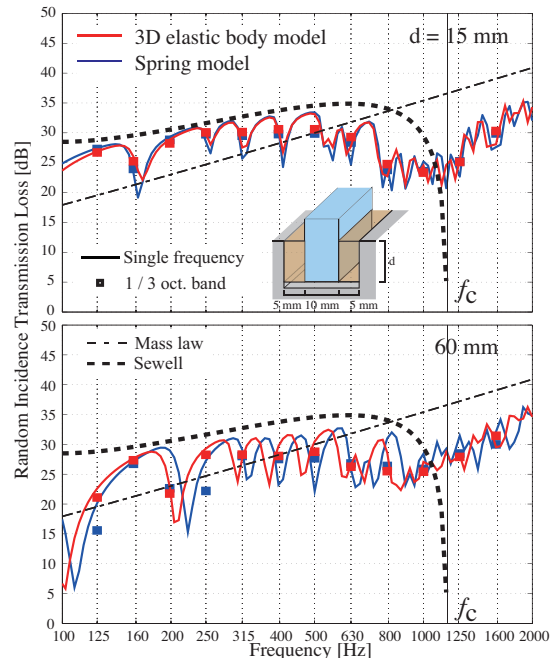 Random Incidence Transmission Loss [dB]
50
45
40
35
30
25
20
15
10
5
0
3D elastic body model
Spring model
d = 15 mm
Single frequency
1 / 3 oct. band
d
5 mm 10 mm 5 mm
fc
50
45
40
35
30
25
20
15
10
5
0
Mass law
Sewell
60 mm
fc
100 125 160 200 250 315 400 500 630 800 1000 1250 1600 2000
Frequency [Hz]